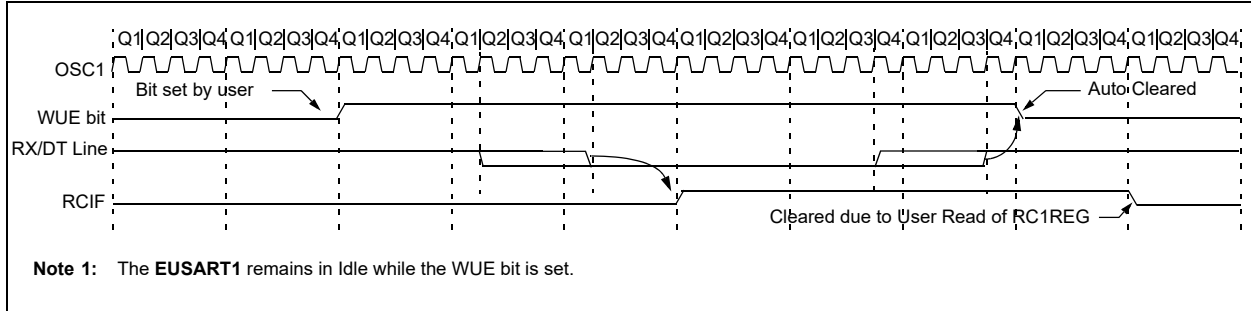 Q1|Q2|Q3|Q4|Q1|Q2|Q3|Q4|Q1|Q2|Q3|Q4|Q1|Q2|Q3|Q4|Q1|Q2|Q3|Q4|Q1|Q2|Q3|Q4|Q1|Q2|Q3|Q4|Q1|Q2|Q3|Q4|Q1|Q2|Q3|Q4|Q1|Q2|Q3|Q4
OSC1
Bit set by user
Auto Cleared
WUE bit
RX/DT Line
RCIF
Cleared due to User Read of RC1REG
Note 1: The EUSART1 remains in Idle while the WUE bit is set.